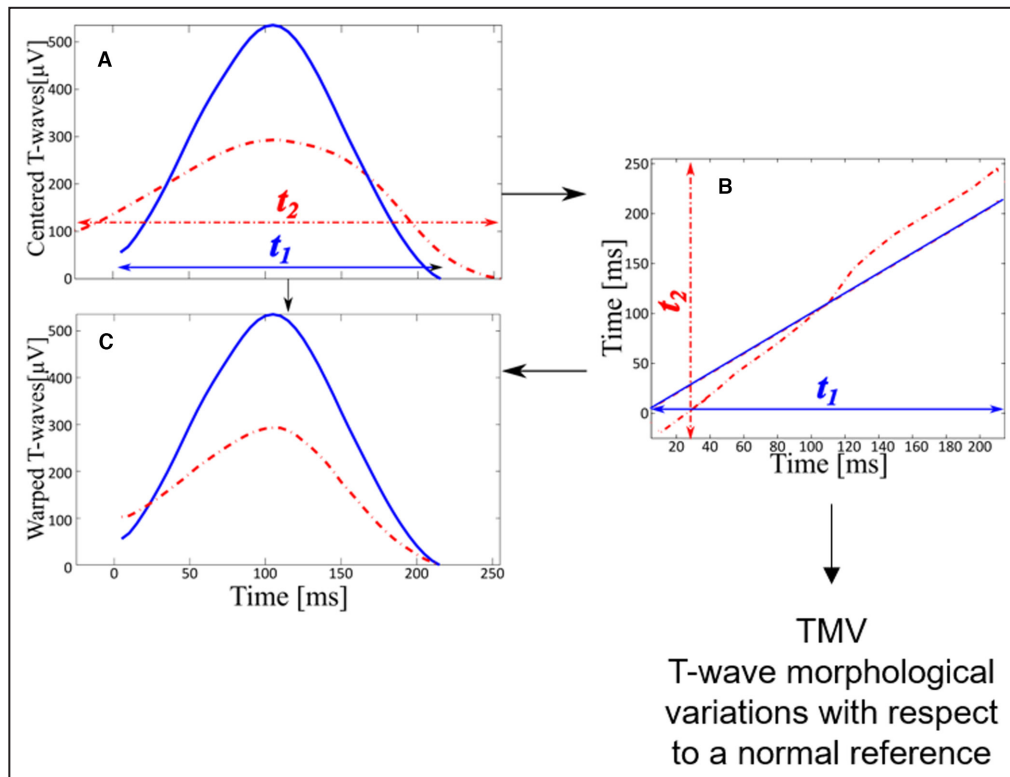 A
Centered T-waves[µV]
500
400
300
200
100
0
t2
t1
B
Time [ms]
250
200
150
100
50
0
t2
t1
20 40 60 80 100 120 140 160 180 200
Time [ms]
C
Warped T-waves[µV]
500
400
300
200
100
0
0 50 100 150 200 250
Time [ms]
TMV
T-wave morphological
variations with respect
to a normal reference